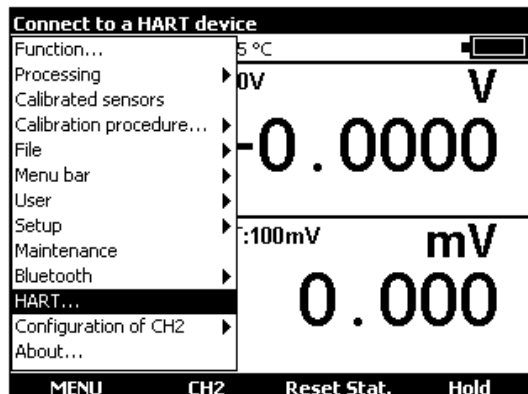 Connect to a HART device
Function...
5 °C
Processing
0V
V
Calibrated sensors
Calibration procedure...
-0.0000
File
Menu bar
User
Setup
:100mV
mV
Maintenance
Bluetooth
HART...
0.000
Configuration of CH2
About...
MENU CH2 Reset Stat. Hold